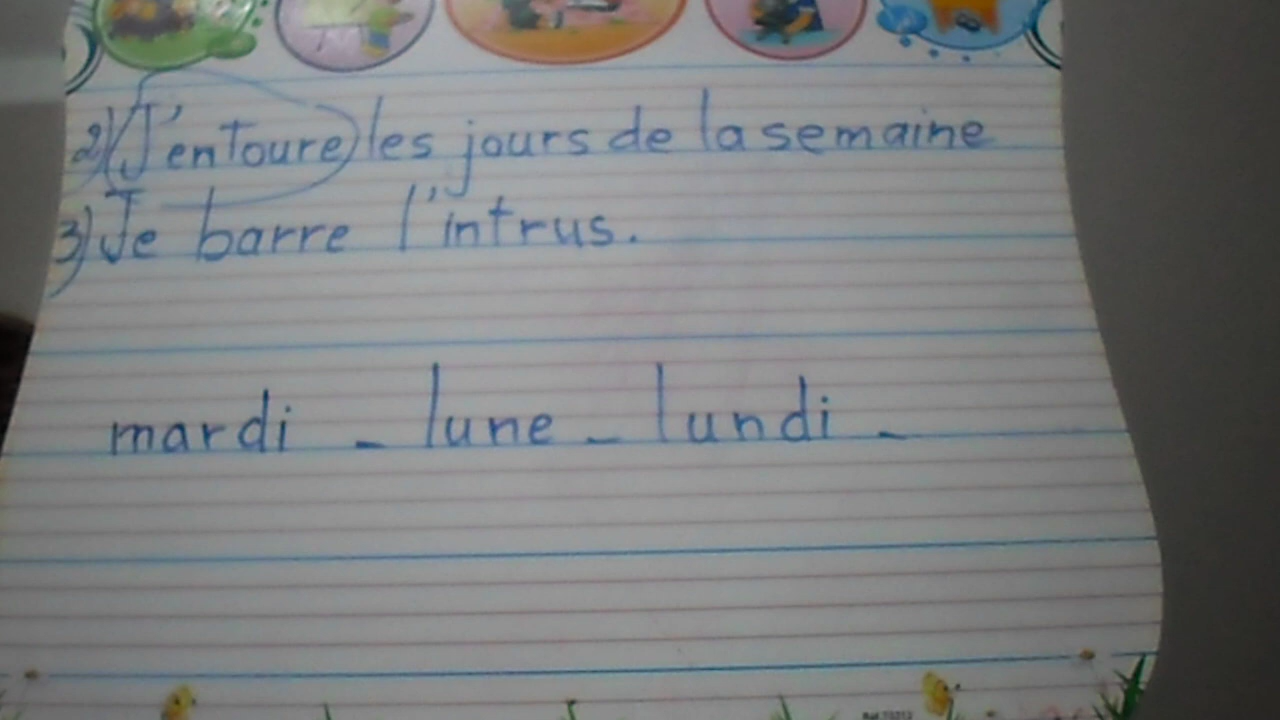 2) J'entoure les jours de la semaine
3) Je barre l'intrus.
mardi - lune - lundi -